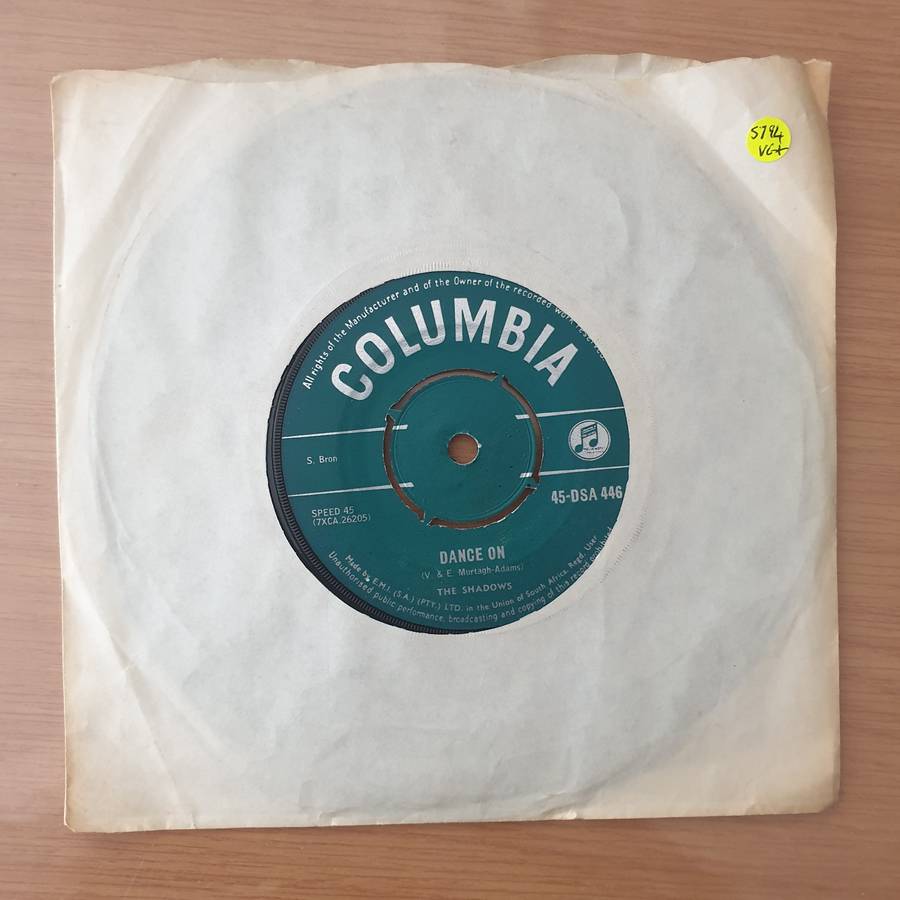 5794
VG+
All rights of the Manufacturer and of the Owner of the recorded work reserved
COLUMBIA
S. Bron
45-DSA 446
SPEED 45
(7XCA.26205)
DANCE ON
(V. & E. Murtagh-Adams)
THE SHADOWS
Made by E.M.I. (S.A.) (PTY.) LTD. in the Union of South Africa. Regd. User
Unauthorised public performance, broadcasting and copying of this record prohibited